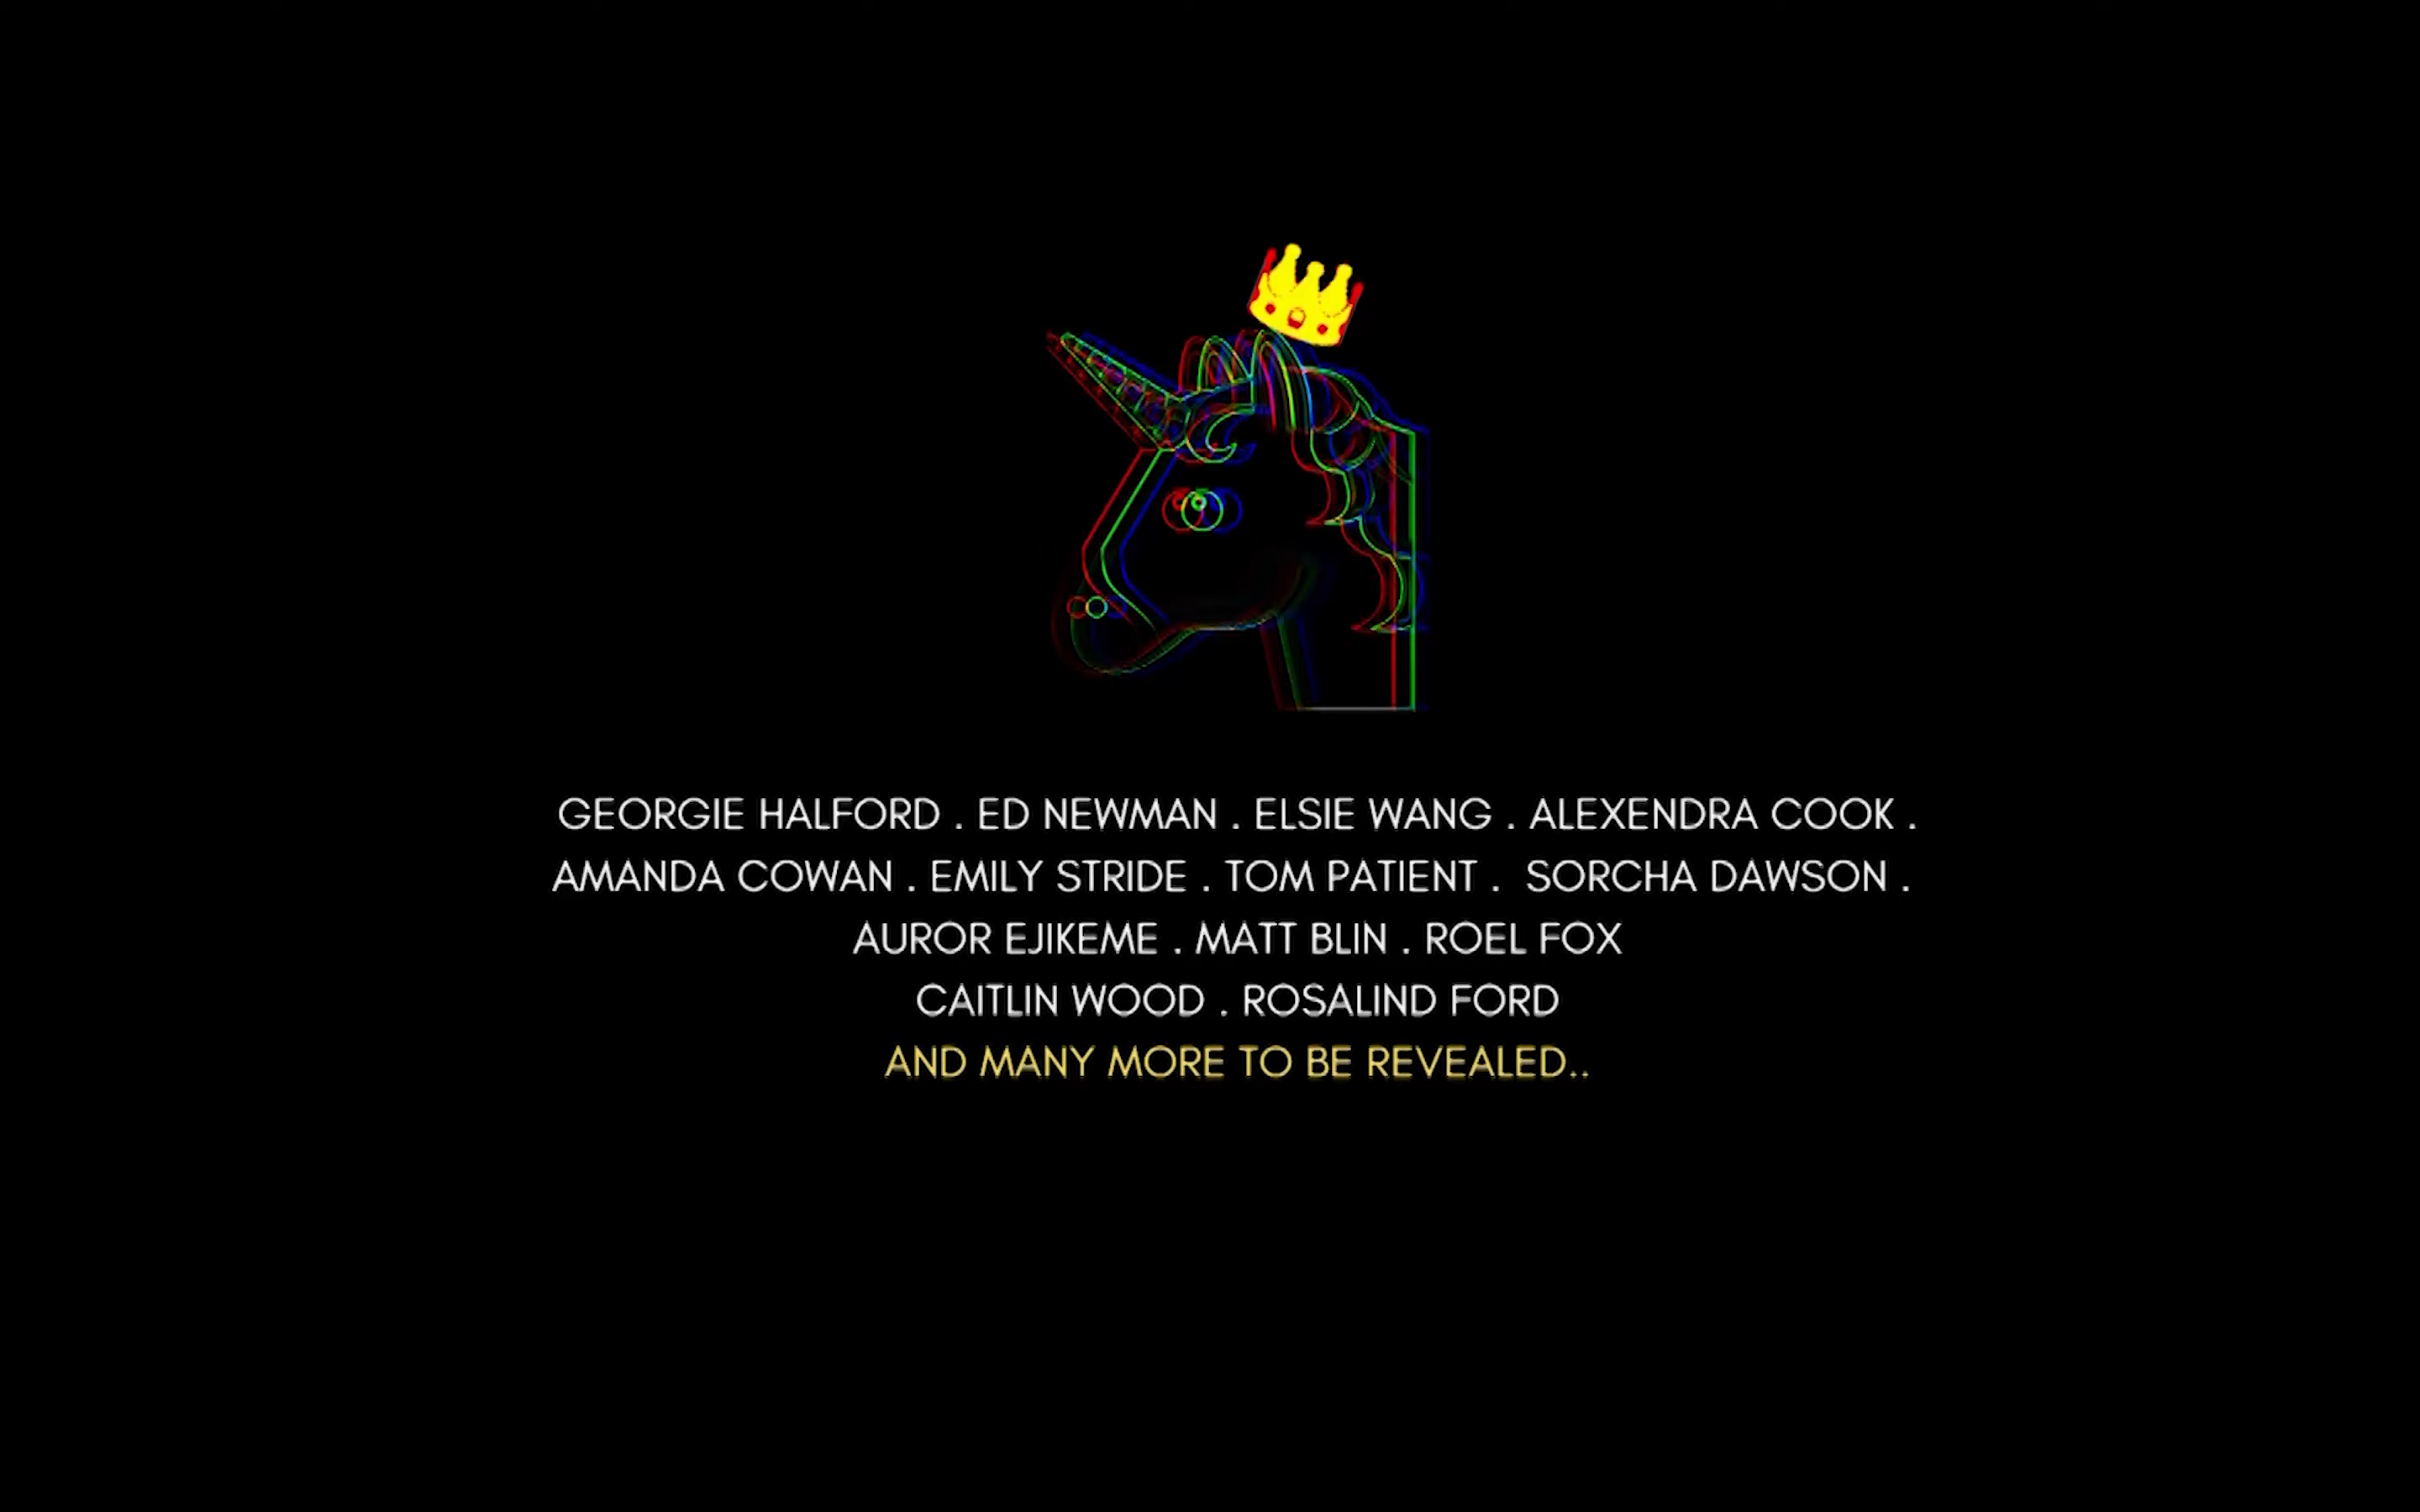 GEORGIE HALFORD . ED NEWMAN . ELSIE WANG . ALEXENDRA COOK .
AMANDA COWAN . EMILY STRIDE . TOM PATIENT .  SORCHA DAWSON .
AUROR EJIKEME . MATT BLIN . ROEL FOX
CAITLIN WOOD . ROSALIND FORD
AND MANY MORE TO BE REVEALED..